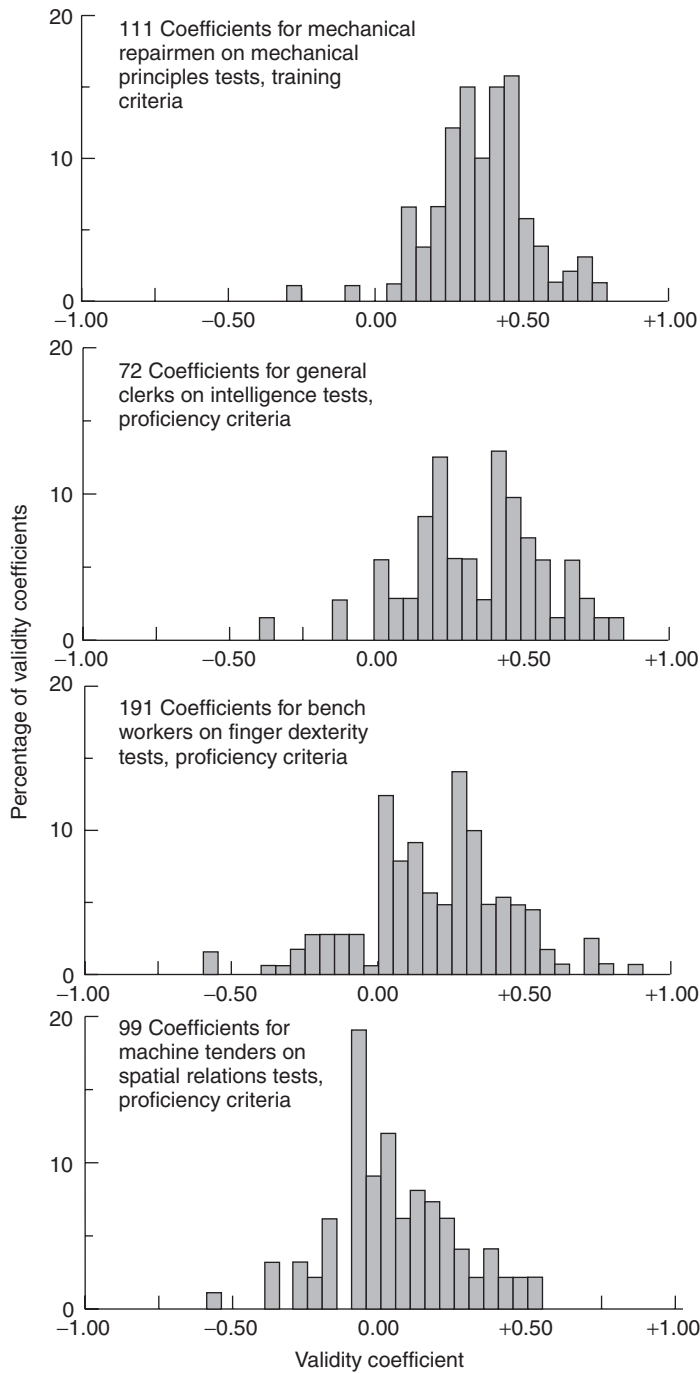 20
111 Coefficients for mechanical
repairmen on mechanical
principles tests, training
criteria
10
0
−1.00 −0.50 0.00 +0.50 +1.00
20
72 Coefficients for general
clerks on intelligence tests,
proficiency criteria
10
0
−1.00 −0.50 0.00 +0.50 +1.00
Percentage of validity coefficients
20
191 Coefficients for bench
workers on finger dexterity
tests, proficiency criteria
10
0
−1.00 −0.50 0.00 +0.50 +1.00
20
99 Coefficients for
machine tenders on
spatial relations tests,
proficiency criteria
10
0
−1.00 −0.50 0.00 +0.50 +1.00
Validity coefficient